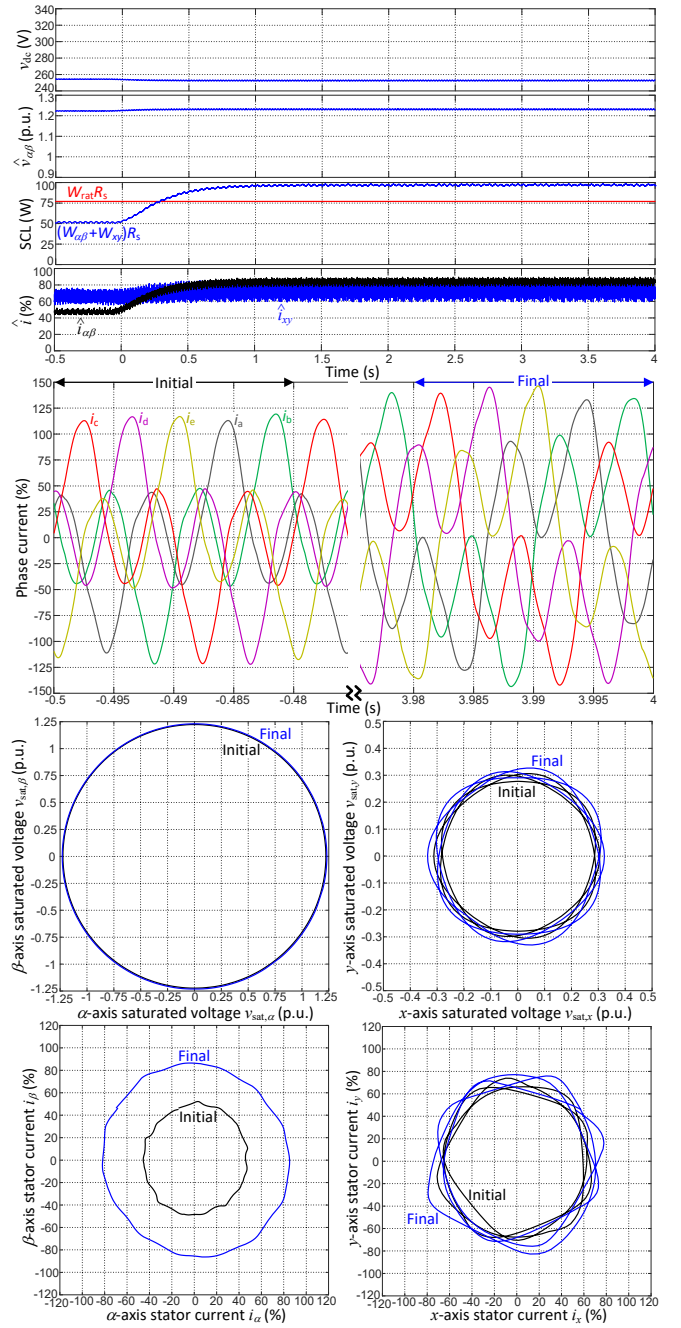 340
320
300
280
260
240
v_dc (V)
1.3
1.2
1.1
1
0.9
v̂_αβ (p.u.)
100
75
50
25
0
SCL (W)
W_rat R_s
(W_αβ+W_xy)R_s
100
80
60
40
20
0
î (%)
î_αβ
î_xy
-0.5 0 0.5 1 1.5 2 2.5 3 3.5 4
Time (s)
150
125
100
75
50
25
0
-25
-50
-75
-100
-125
-150
Phase current (%)
Initial
Final
i_c i_d i_e i_a i_b
-0.5 -0.495 -0.49 -0.485 -0.48 3.98 3.985 3.99 3.995 4
Time (s)
1.25
1
0.75
0.5
0.25
0
-0.25
-0.5
-0.75
-1
-1.25
β-axis saturated voltage v_sat,β (p.u.)
Final
Initial
-1.25 -1 -0.75 -0.5 -0.25 0 0.25 0.5 0.75 1 1.25
α-axis saturated voltage v_sat,α (p.u.)
0.5
0.4
0.3
0.2
0.1
0
-0.1
-0.2
-0.3
-0.4
-0.5
y-axis saturated voltage v_sat,y (p.u.)
Final
Initial
-0.5 -0.4 -0.3 -0.2 -0.1 0 0.1 0.2 0.3 0.4 0.5
x-axis saturated voltage v_sat,x (p.u.)
120
100
80
60
40
20
0
-20
-40
-60
-80
-100
-120
β-axis stator current i_β (%)
Final
Initial
-120 -100 -80 -60 -40 -20 0 20 40 60 80 100 120
α-axis stator current i_α (%)
120
100
80
60
40
20
0
-20
-40
-60
-80
-100
-120
y-axis stator current i_y (%)
Initial
Final
-120 -100 -80 -60 -40 -20 0 20 40 60 80 100 120
x-axis stator current i_x (%)